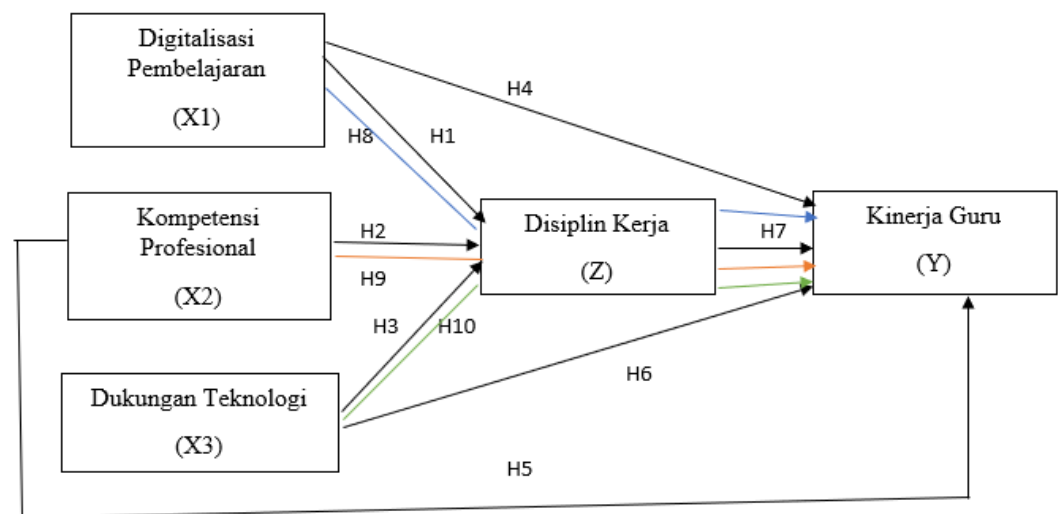 Digitalisasi
Pembelajaran
(X1)
H4
H8
H1
Kompetensi
Profesional
(X2)
H2
H9
Disiplin Kerja
(Z)
H7
Kinerja Guru
(Y)
H3
H10
Dukungan Teknologi
(X3)
H6
H5